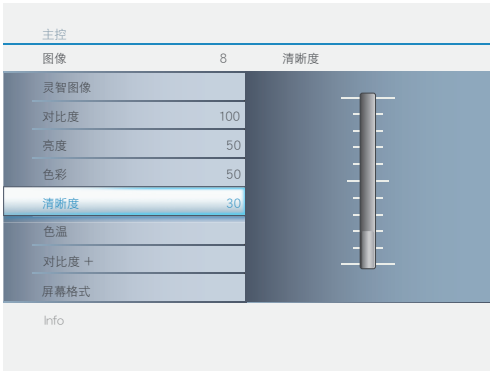 主控
图像 8 清晰度
灵智图像
对比度 100
亮度 50
色彩 50
清晰度 30
色温
对比度 +
屏幕格式
Info